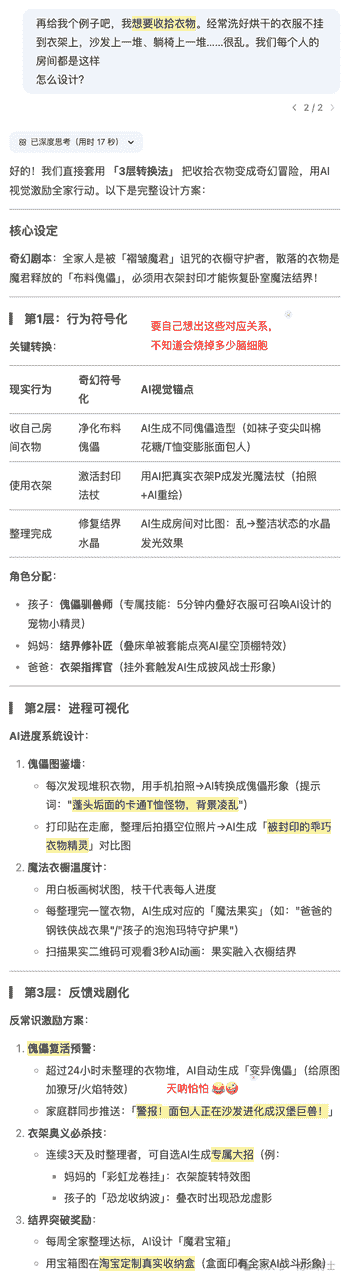 再给我个例子吧，我想要收拾衣物。经常洗好烘干的衣服不挂
到衣架上，沙发上一堆、躺椅上一堆……很乱。我们每个人的
房间都是这样
怎么设计？
2 / 2
已深度思考（用时 17 秒）
好的！我们直接套用「3层转换法」把收拾衣物变成奇幻冒险，用AI
视觉激励全家行动。以下是完整设计方案：
核心设定
奇幻剧本：全家人是被「褶皱魔君」诅咒的衣橱守护者，散落的衣物是
魔君释放的「布料傀儡」，必须用衣架封印才能恢复卧室魔法结界！
第1层：行为符号化
要自己想出这些对应关系，
不知道会烧掉多少脑细胞
关键转换：
现实行为 奇幻符号化 AI视觉锚点
收自己房间衣物 净化布料傀儡 AI生成不同傀儡造型（如袜子变尖叫棉花糖/T恤变膨胀面包人）
使用衣架 激活封印法杖 用AI把真实衣架P成发光魔法杖（拍照+AI重绘）
整理完成 修复结界水晶 AI生成房间对比图：乱→整洁状态的水晶发光效果
角色分配：
• 孩子：傀儡驯兽师（专属技能：5分钟内叠好衣服可召唤AI设计的
宠物小精灵）
• 妈妈：结界修补匠（叠床单被套能点亮AI星空顶棚特效）
• 爸爸：衣架指挥官（挂外套触发AI生成披风战士形象）
第2层：进程可视化
AI进度系统设计：
1. 傀儡图鉴墙：
每次发现堆积衣物，用手机拍照→AI转换成傀儡形象（提示
词："蓬头垢面的卡通T恤怪物，背景凌乱"）
打印贴在走廊，整理后拍摄空位照片→AI生成「被封印的乖巧
衣物精灵」对比图
2. 魔法衣橱温度计：
用白板画树状图，枝干代表每人进度
每整理完一筐衣物，AI生成对应的「魔法果实」（如："爸爸的
钢铁侠战衣果"/"孩子的泡泡玛特守护果"）
扫描果实二维码可观看3秒AI动画：果实融入衣橱结界
第3层：反馈戏剧化
反常识激励方案：
1. 傀儡复活预警：
超过24小时未整理的衣物堆，AI自动生成「变异傀儡」（给原图
加獠牙/火焰特效）
天呐怕怕
家庭群同步推送：「警报！面包人正在沙发进化成汉堡巨兽！」
2. 衣架奥义必杀技：
连续3天及时整理者，可自选AI生成专属大招（例：
妈妈的「彩虹龙卷挂」：衣架旋转特效图
孩子的「恐龙收纳波」：叠衣时出现恐龙虚影
3. 结界突破奖励：
每周全家整理达标，AI设计「魔君宝箱」
用宝箱图在淘宝定制真实收纳盒（盒面印有全家AI战斗形象）